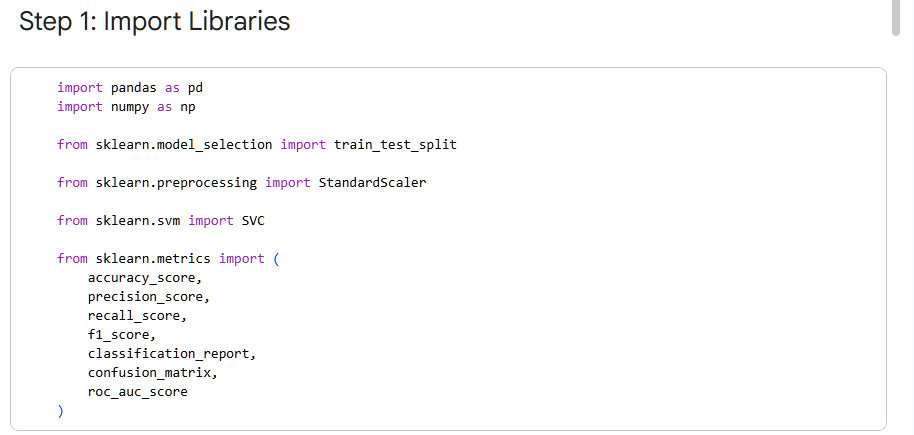 Step 1: Import Libraries
import pandas as pd
import numpy as np
from sklearn.model_selection import train_test_split
from sklearn.preprocessing import StandardScaler
from sklearn.svm import SVC
from sklearn.metrics import (
    accuracy_score,
    precision_score,
    recall_score,
    f1_score,
    classification_report,
    confusion_matrix,
    roc_auc_score
)